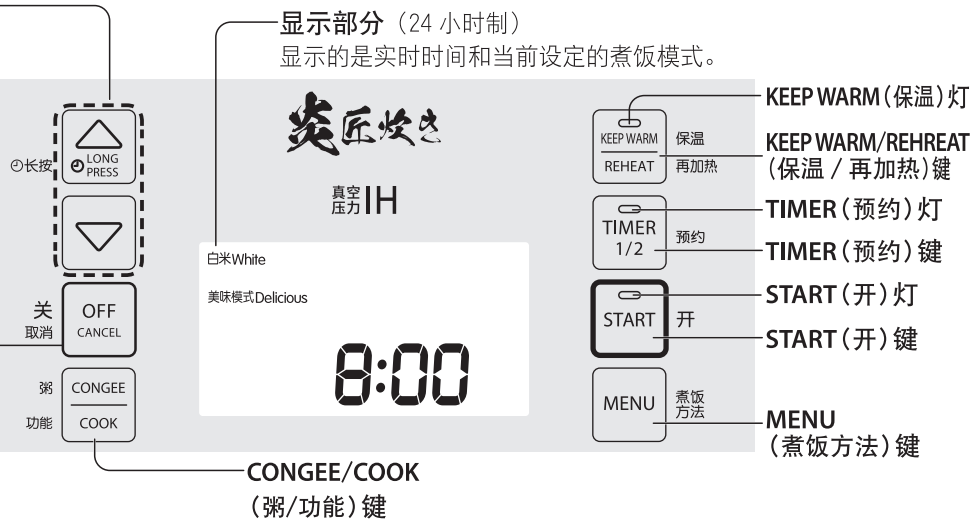 显示部分（24 小时制）
显示的是实时时间和当前设定的煮饭模式。
炎匠炊き
真空
压力 IH
长按
LONG
PRESS
关
取消
OFF
CANCEL
粥
功能
CONGEE
COOK
白米White
美味模式Delicious
8:00
KEEP WARM
REHEAT
保温
再加热
TIMER
1/2
预约
START
开
MENU
煮饭
方法
KEEP WARM（保温）灯
KEEP WARM/REHREAT
（保温 / 再加热）键
TIMER（预约）灯
TIMER（预约）键
START（开）灯
START（开）键
MENU
（煮饭方法）键
CONGEE/COOK
（粥/功能）键